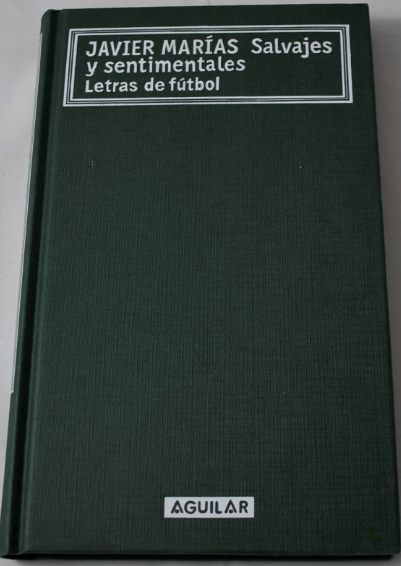 JAVIER MARÍAS Salvajes
y sentimentales
Letras de fútbol
AGUILAR